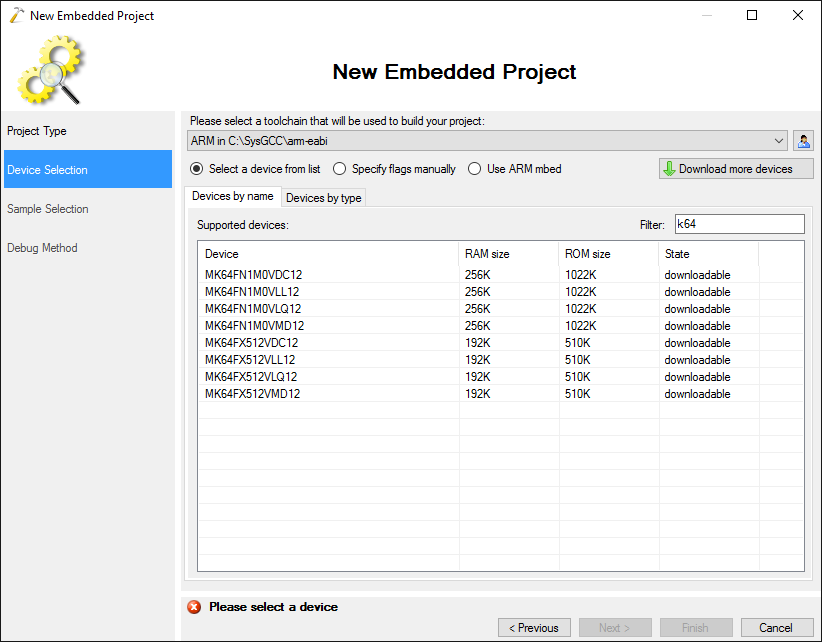 New Embedded Project
New Embedded Project
Project Type
Device Selection
Sample Selection
Debug Method
Please select a toolchain that will be used to build your project:
ARM in C:\SysGCC\arm-eabi
Select a device from list Specify flags manually Use ARM mbed Download more devices
Devices by name Devices by type
Supported devices: Filter: k64
Device RAM size ROM size State
MK64FN1M0VDC12 256K 1022K downloadable
MK64FN1M0VLL12 256K 1022K downloadable
MK64FN1M0VLQ12 256K 1022K downloadable
MK64FN1M0VMD12 256K 1022K downloadable
MK64FX512VDC12 192K 510K downloadable
MK64FX512VLL12 192K 510K downloadable
MK64FX512VLQ12 192K 510K downloadable
MK64FX512VMD12 192K 510K downloadable
Please select a device
< Previous Next > Finish Cancel